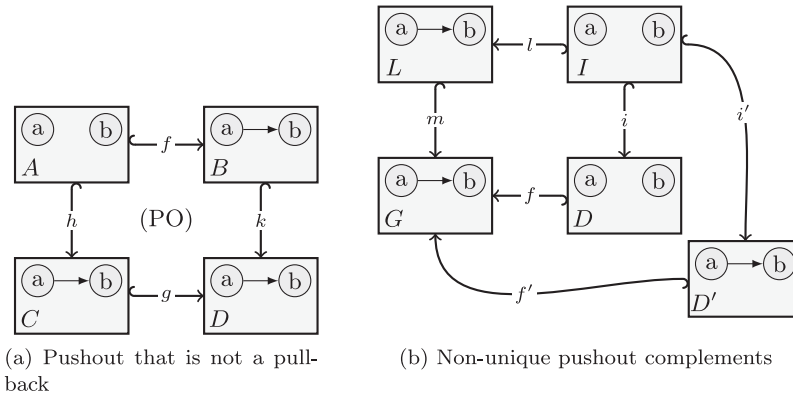 a b a b
L l I
m i i′
a b a b
A f B
a b a b
G f D
h (PO) k
a b a b
C g D
a b
D′
f′
(a) Pushout that is not a pull-
back
(b) Non-unique pushout complements